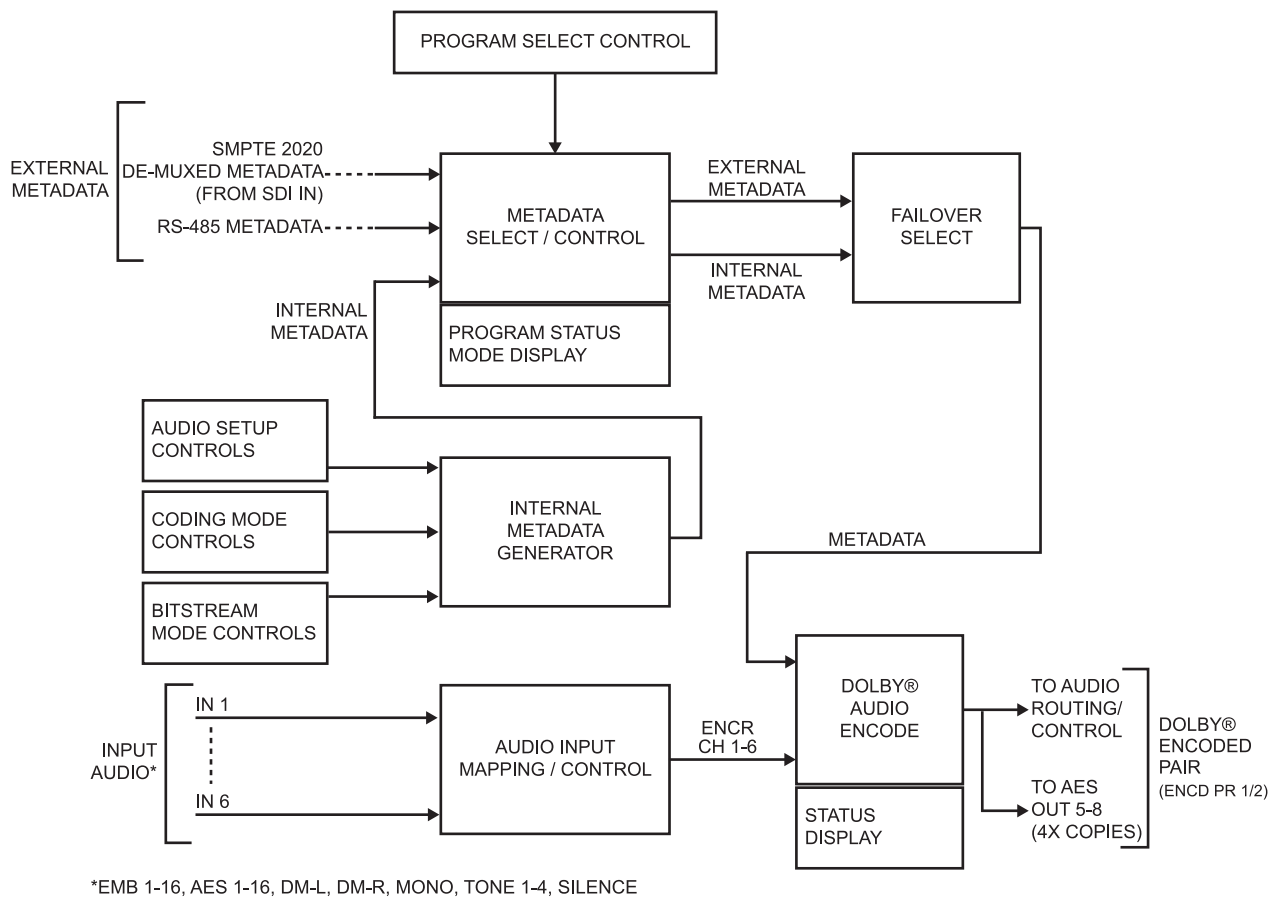 PROGRAM SELECT CONTROL
EXTERNAL
METADATA
SMPTE 2020
DE-MUXED METADATA
(FROM SDI IN)
RS-485 METADATA
METADATA
SELECT / CONTROL
EXTERNAL
METADATA
INTERNAL
METADATA
FAILOVER
SELECT
INTERNAL
METADATA
PROGRAM STATUS
MODE DISPLAY
AUDIO SETUP
CONTROLS
CODING MODE
CONTROLS
BITSTREAM
MODE CONTROLS
INTERNAL
METADATA
GENERATOR
METADATA
INPUT
AUDIO*
IN 1
IN 6
AUDIO INPUT
MAPPING / CONTROL
ENCR
CH 1-6
DOLBY®
AUDIO
ENCODE
STATUS
DISPLAY
TO AUDIO
ROUTING/
CONTROL
TO AES
OUT 5-8
(4X COPIES)
DOLBY®
ENCODED
PAIR
(ENCD PR 1/2)
*EMB 1-16, AES 1-16, DM-L, DM-R, MONO, TONE 1-4, SILENCE